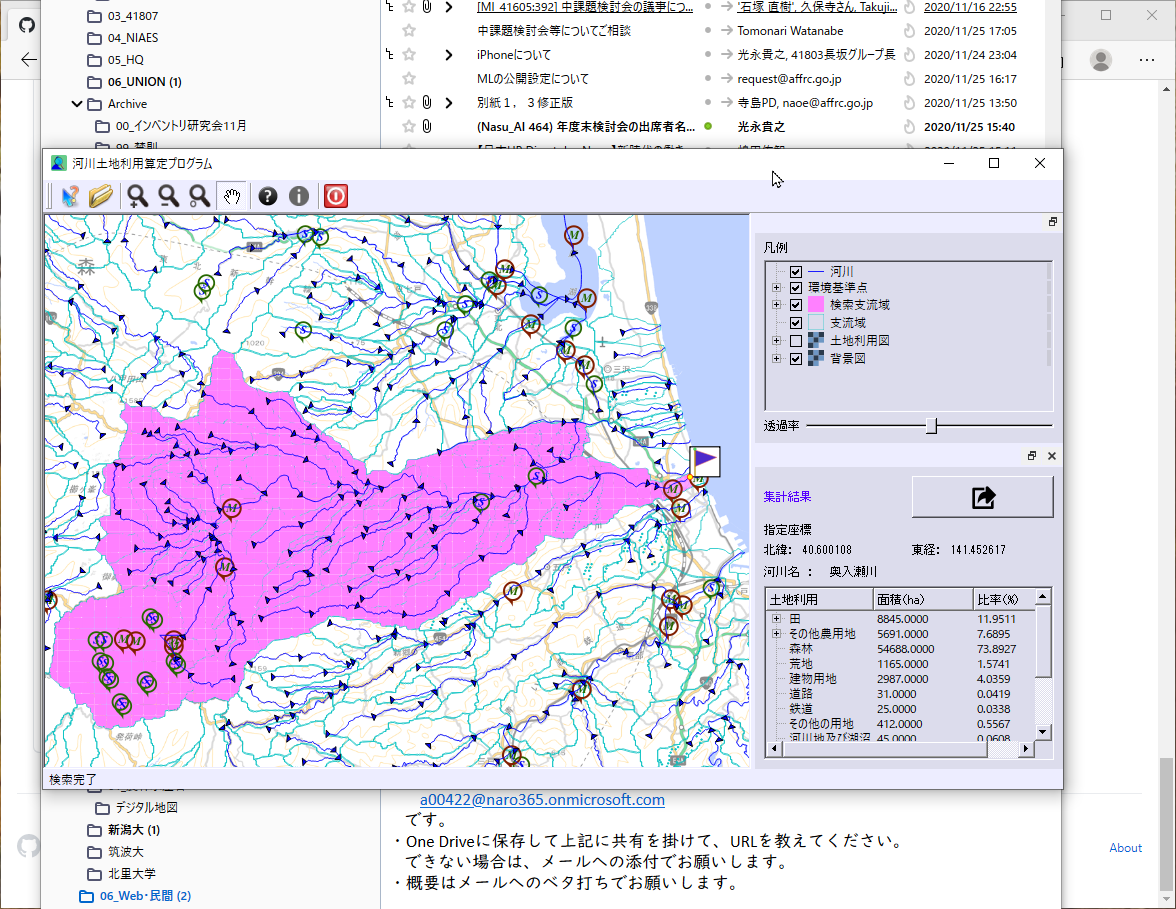 03_41807
04_NIAES
05_HQ
06_UNION (1)
Archive
00_インベントリ研究会11月
[MI 41605:392] 中課題検討会の議事につ...
'石塚 直樹', 久保寺さん, Takuji...
2020/11/16 22:55
中課題検討会等についてご相談
Tomonari Watanabe
2020/11/25 17:05
iPhoneについて
光永貴之, 41803長坂グループ長
2020/11/24 23:04
MLの公開設定について
request@affrc.go.jp
2020/11/25 16:17
別紙１，３修正版
寺島PD, naoe@affrc.go.jp
2020/11/25 13:50
(Nasu_AI 464) 年度末検討会の出席者名...
光永貴之
2020/11/25 15:40
河川土地利用算定プログラム
森
1020
三沢
凡例
河川
環境基準点
検索支流域
支流域
土地利用図
背景図
透過率
集計結果
指定座標
北緯: 40.600108
東経: 141.452617
河川名 : 奥入瀬川
土地利用 面積(ha) 比率(%)
田 8845.0000 11.9511
その他農用地 5691.0000 7.6895
森林 54688.0000 73.8927
荒地 1165.0000 1.5741
建物用地 2987.0000 4.0359
道路 31.0000 0.0419
鉄道 25.0000 0.0338
その他の用地 412.0000 0.5567
河川地及び湖沼 45.0000 0.0608
検索完了
デジタル地図
新潟大 (1)
筑波大
北里大学
06_Web・民間 (2)
a00422@naro365.onmicrosoft.com
です。
・One Driveに保存して上記に共有を掛けて、URLを教えてください。
できない場合は、メールへの添付でお願いします。
・概要はメールへのベタ打ちでお願いします。
About